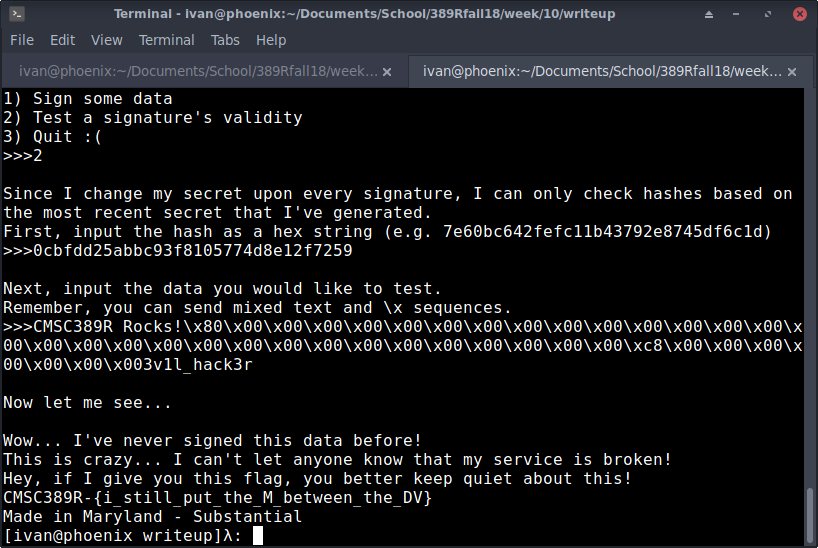 Terminal - ivan@phoenix:~/Documents/School/389Rfall18/week/10/writeup
File Edit View Terminal Tabs Help
ivan@phoenix:~/Documents/School/389Rfall18/week... ivan@phoenix:~/Documents/School/389Rfall18/week...
1) Sign some data
2) Test a signature's validity
3) Quit :(
>>>2
Since I change my secret upon every signature, I can only check hashes based on
the most recent secret that I've generated.
First, input the hash as a hex string (e.g. 7e60bc642fefc11b43792e8745df6c1d)
>>>0cbfdd25abbc93f8105774d8e12f7259
Next, input the data you would like to test.
Remember, you can send mixed text and \x sequences.
>>>CMSC389R Rocks!\x80\x00\x00\x00\x00\x00\x00\x00\x00\x00\x00\x00\x00\x00\x00\x
00\x00\x00\x00\x00\x00\x00\x00\x00\x00\x00\x00\x00\x00\x00\x00\xc8\x00\x00\x00\x
00\x00\x00\x003v1l_hack3r
Now let me see...
Wow... I've never signed this data before!
This is crazy... I can't let anyone know that my service is broken!
Hey, if I give you this flag, you better keep quiet about this!
CMSC389R-{i_still_put_the_M_between_the_DV}
Made in Maryland - Substantial
[ivan@phoenix writeup]λ: